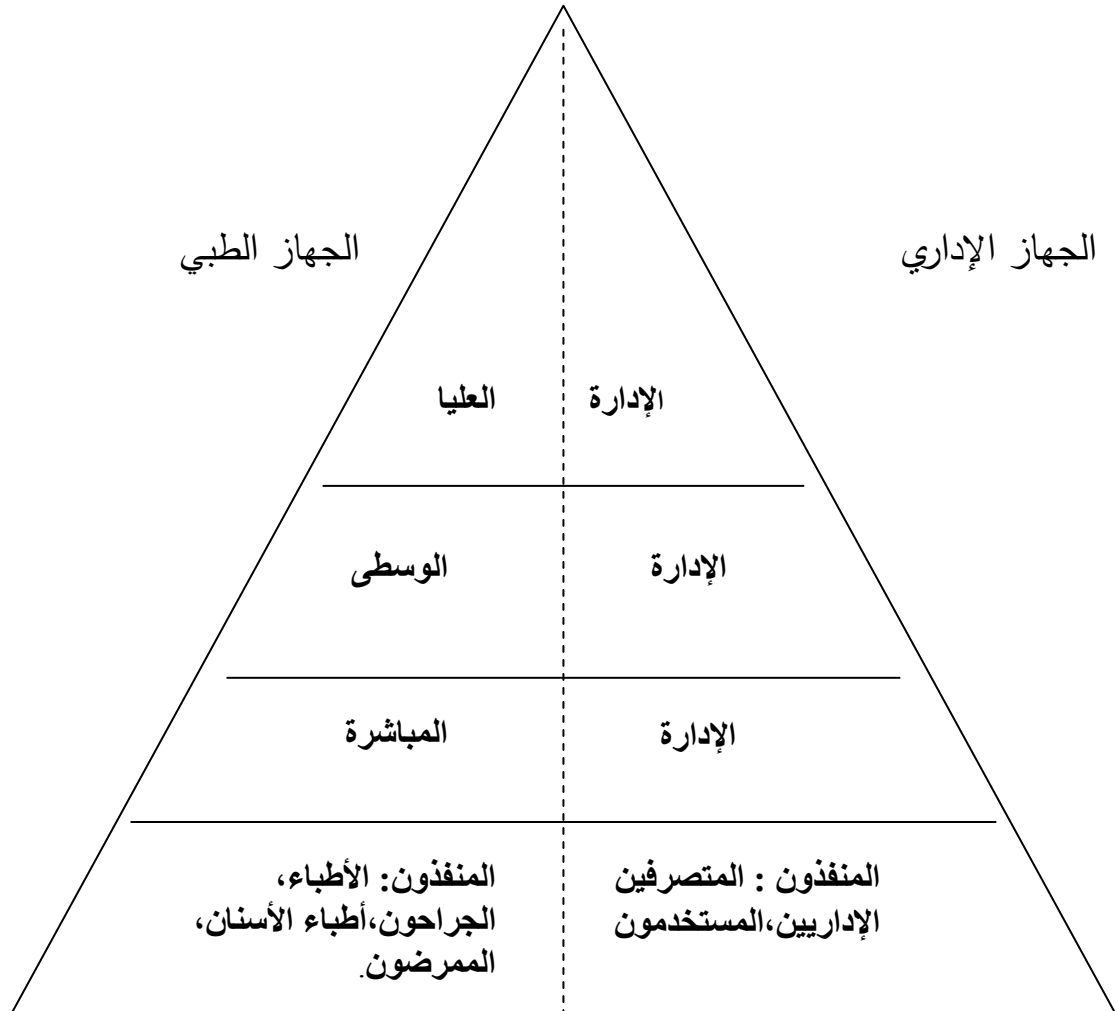 الجهاز الإداري
الجهاز الطبي
الإدارة العليا
الإدارة الوسطى
الإدارة المباشرة
المنفذون : المتصرفين
الإداريين،المستخدمون
المنفذون: الأطباء،
الجراحون،أطباء الأسنان،
الممرضون.